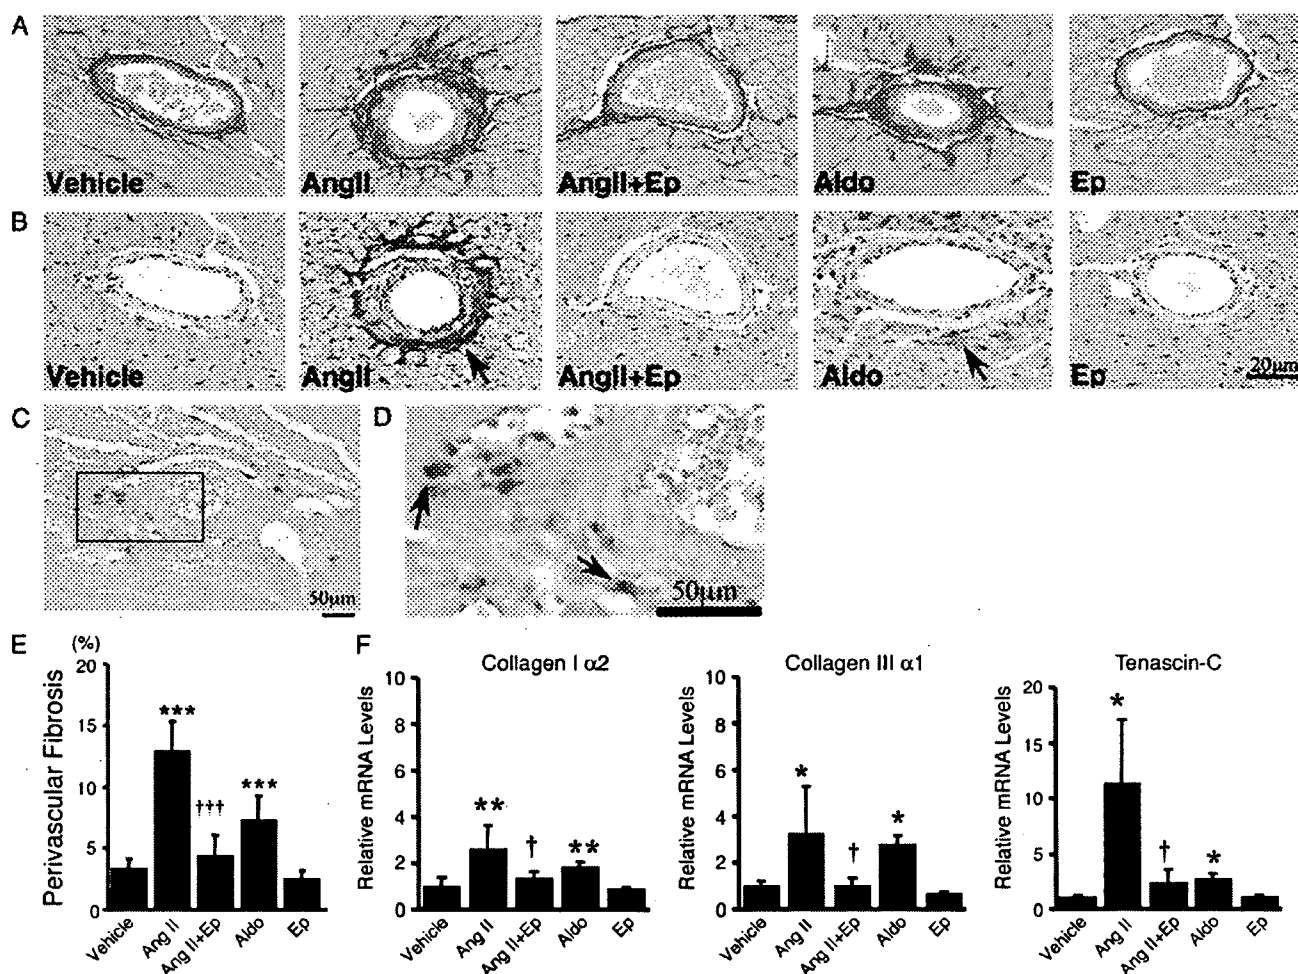 A
Vehicle
AngII
AngII+Ep
Aldo
Ep
B
Vehicle
AngII
AngII+Ep
Aldo
Ep
20μm
C
50μm
D
50μm
E
(%)
Perivascular Fibrosis
20
15
10
5
0
***
†††
***
Vehicle
Ang II
Ang II+Ep
Aldo
Ep
F
Collagen I α2
Relative mRNA Levels
10
8
6
4
2
0
**
†
**
Vehicle
Ang II
Ang II+Ep
Aldo
Ep
Collagen III α1
Relative mRNA Levels
10
8
6
4
2
0
*
†
*
Vehicle
Ang II
Ang II+Ep
Aldo
Ep
Tenascin-C
Relative mRNA Levels
20
15
10
5
0
*
†
*
Vehicle
Ang II
Ang II+Ep
Aldo
Ep